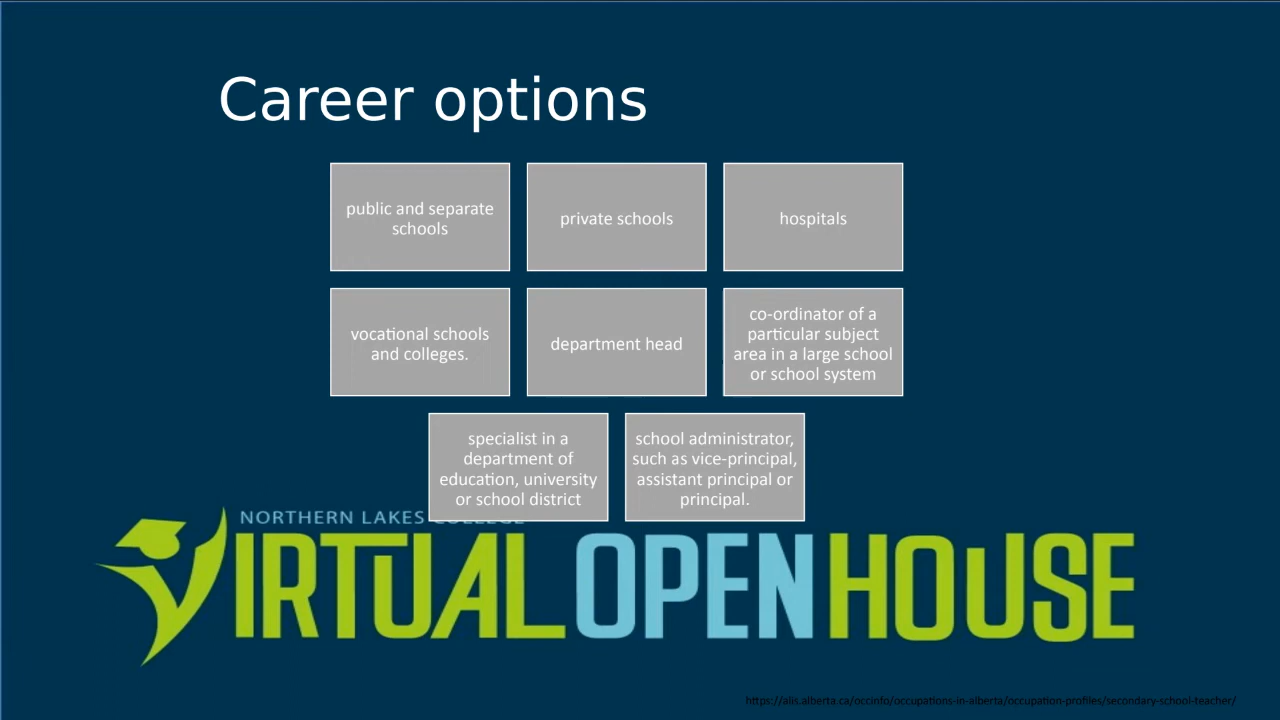 Career options
public and separate
schools
private schools
hospitals
vocational schools
and colleges.
department head
co-ordinator of a
particular subject
area in a large school
or school system
specialist in a
department of
education, university
or school district
school administrator,
such as vice-principal,
assistant principal or
principal.
NORTHERN LAKES COLLEGE
VIRTUAL OPEN HOUSE
https://alis.alberta.ca/occinfo/occupations-in-alberta/occupation-profiles/secondary-school-teacher/